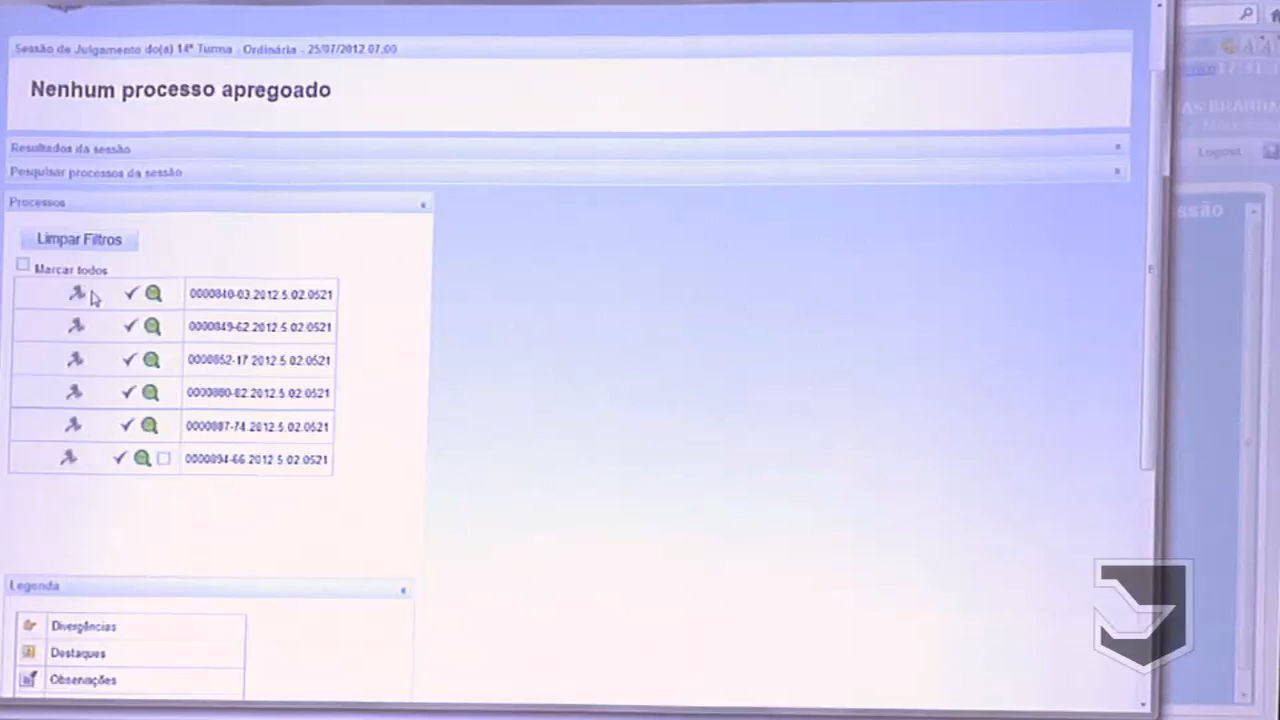 Sessão de Julgamento do(a) 14ª Turma - Ordinária - 25/07/2012 07:00
Nenhum processo apregoado
Resultados da sessão
Pesquisar processos da sessão
Processos
Limpar Filtros
Marcar todos
0000840-03.2012.5.02.0521
0000849-62.2012.5.02.0521
0000852-17.2012.5.02.0521
0000880-82.2012.5.02.0521
0000887-74.2012.5.02.0521
0000894-66.2012.5.02.0521
Legenda
Divergências
Destaques
Observações
Logout
ssão